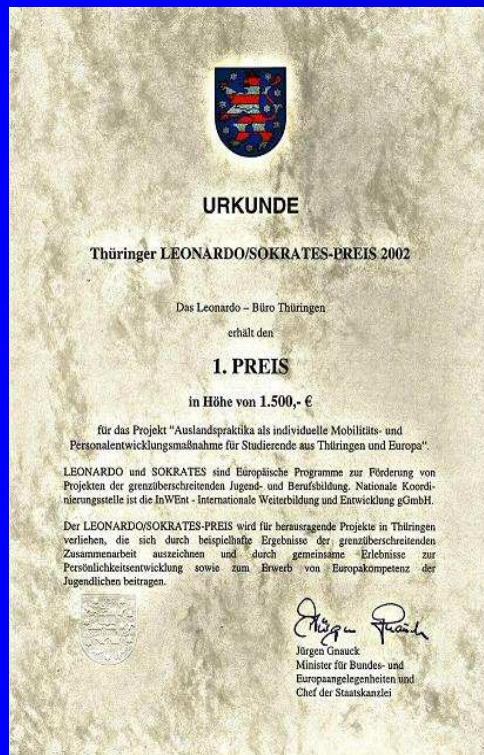 URKUNDE
Thüringer LEONARDO/SOKRATES-PREIS 2002
Das Leonardo – Büro Thüringen
erhält den
1. PREIS
in Höhe von 1.500,- €
für das Projekt "Auslandspraktika als individuelle Mobilitäts- und
Personalentwicklungsmaßnahme für Studierende aus Thüringen und Europa".
LEONARDO und SOKRATES sind Europäische Programme zur Förderung von
Projekten der grenzüberschreitenden Jugend- und Berufsbildung. Nationale Koordi-
nierungsstelle ist die InWEnt - Internationale Weiterbildung und Entwicklung gGmbH.
Der LEONARDO/SOKRATES-PREIS wird für herausragende Projekte in Thüringen
verliehen, die sich durch beispielhafte Ergebnisse der grenzüberschreitenden
Zusammenarbeit auszeichnen und durch gemeinsame Erlebnisse zur
Persönlichkeitsentwicklung sowie zum Erwerb von Europakompetenz der
Jugendlichen beitragen.
Jürgen Gnauck
Jürgen Gnauck
Minister für Bundes- und
Europaangelegenheiten und
Chef der Staatskanzlei